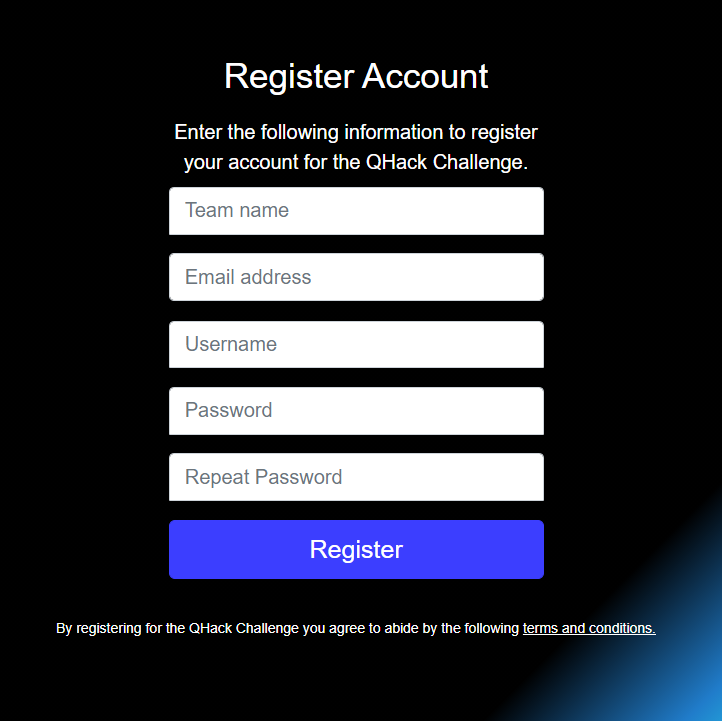 Register Account
Enter the following information to register
your account for the QHack Challenge.
Team name
Email address
Username
Password
Repeat Password
Register
By registering for the QHack Challenge you agree to abide by the following terms and conditions.